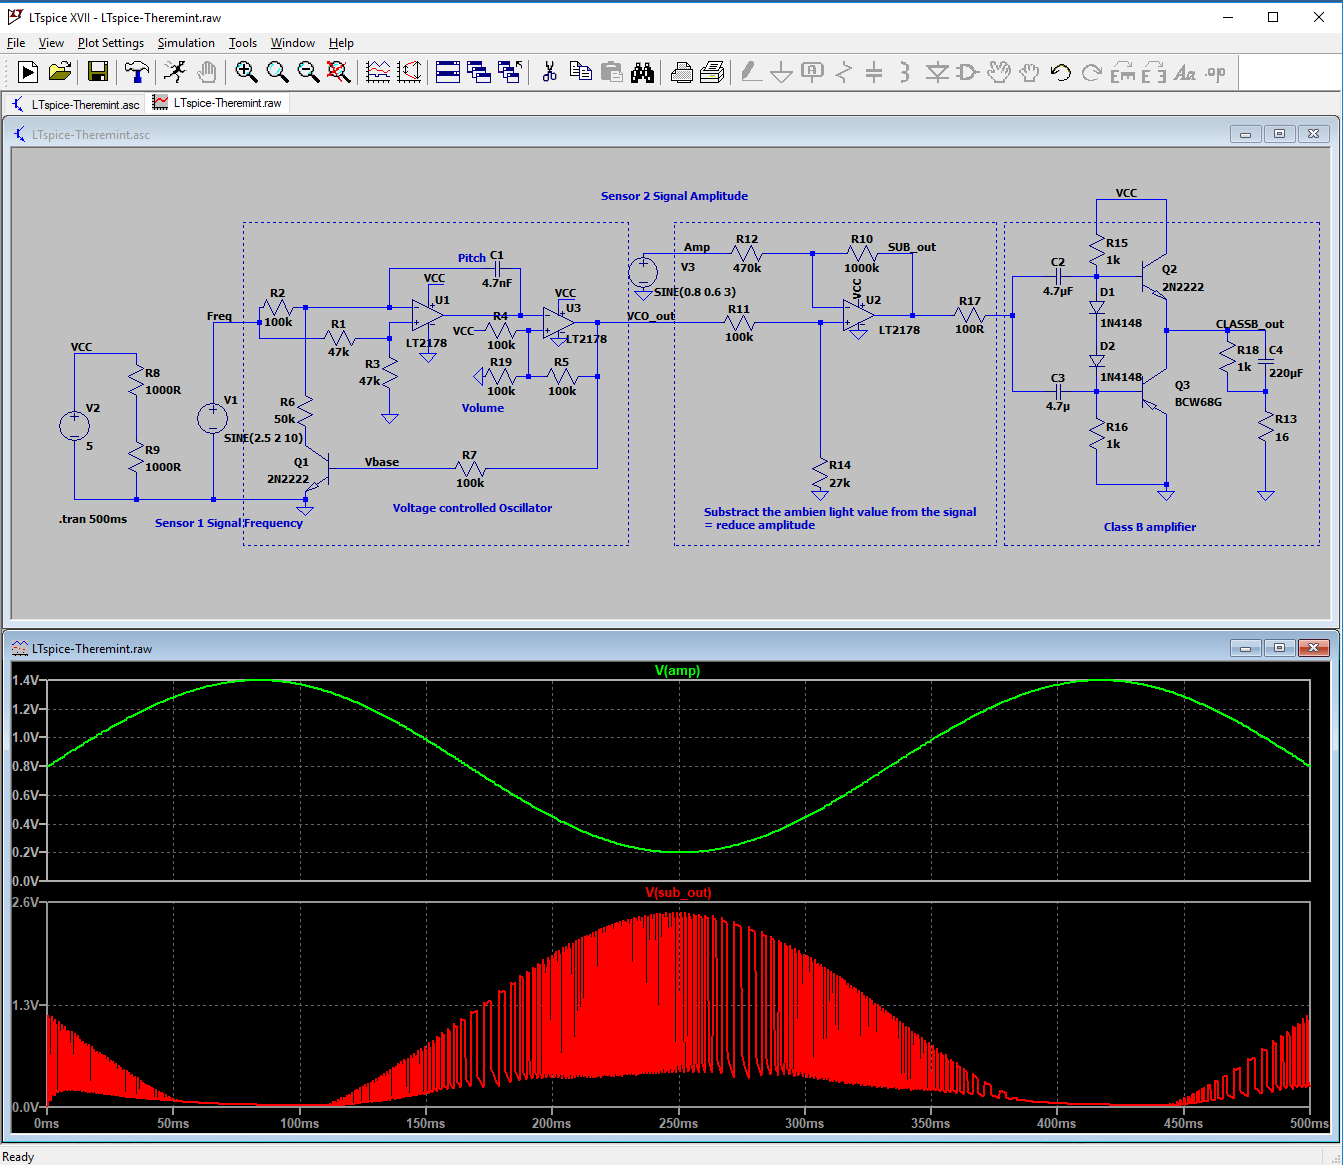 LTspice XVII - LTspice-Theremint.raw
File View Plot Settings Simulation Tools Window Help
LTspice-Theremint.asc LTspice-Theremint.raw
LTspice-Theremint.asc
Sensor 2 Signal Amplitude
VCC
Pitch C1
4.7nF
VCC
U1
LT2178
R2
100k
Freq
R1
47k
R3
47k
VCC
U3
LT2178
VCC
R4
100k
R19
100k
R5
100k
Volume
R6
50k
Q1
2N2222
Vbase
R7
100k
Voltage controlled Oscillator
VCC
V2
5
R8
1000R
R9
1000R
V1
SINE(2.5 2 10)
.tran 500ms
Sensor 1 Signal Frequency
Amp
V3
SINE(0.8 0.6 3)
VCO_out
R12
470k
R10
1000k
SUB_out
VCC
U2
LT2178
R11
100k
R14
27k
R17
100R
Substract the ambien light value from the signal
= reduce amplitude
R15
1k
C2
4.7µF
D1
1N4148
D2
1N4148
C3
4.7µ
R16
1k
Q2
2N2222
Q3
BCW68G
CLASSB_out
R18
1k
C4
220µF
R13
16
Class B amplifier
LTspice-Theremint.raw
V(amp)
1.4V
1.2V
1.0V
0.8V
0.6V
0.4V
0.2V
0.0V
V(sub_out)
2.6V
1.3V
0.0V
0ms 50ms 100ms 150ms 200ms 250ms 300ms 350ms 400ms 450ms 500ms
Ready